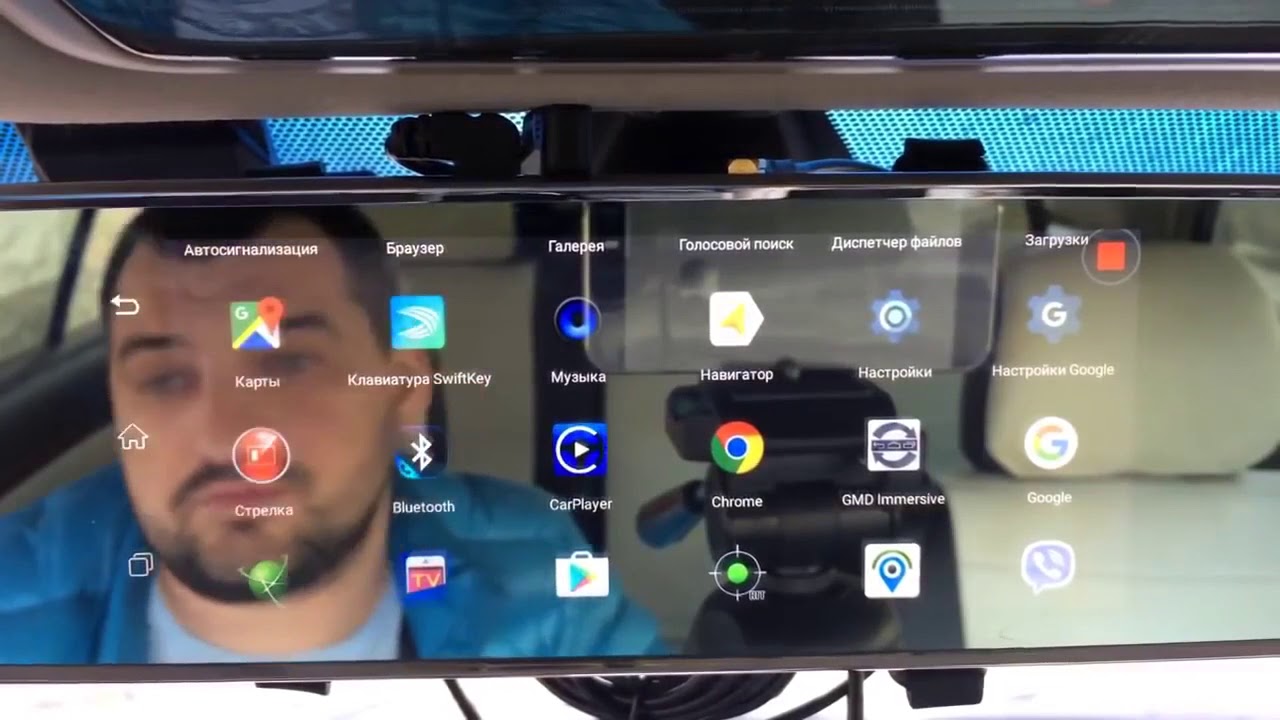 Автосигнализация
Браузер
Галерея
Голосовой поиск
Диспетчер файлов
Загрузки
G
G
Карты
Клавиатура SwiftKey
Музыка
Навигатор
Настройки
Настройки Google
G
Стрелка
Bluetooth
CarPlayer
Chrome
GMD Immersive
Google
TV